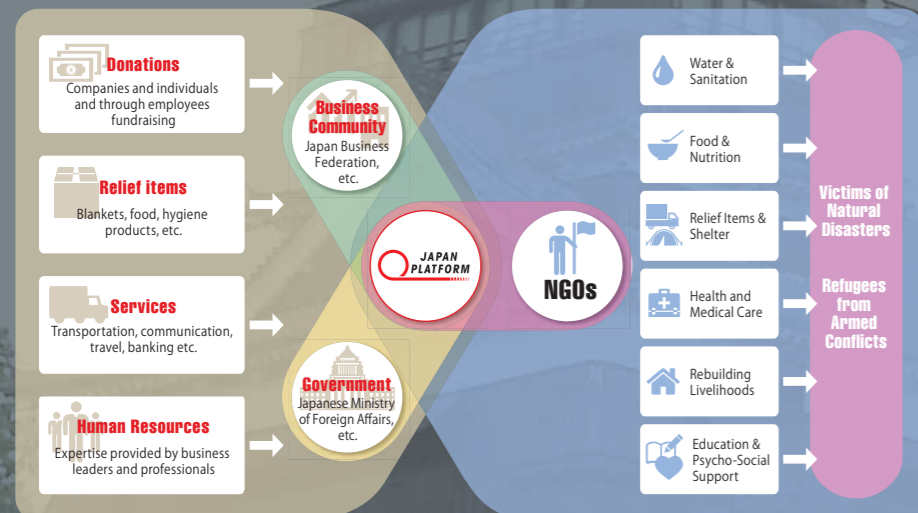 Donations
Companies and individuals
and through employees
fundraising
Relief items
Blankets, food, hygiene
products, etc.
Services
Transportation, communication,
travel, banking etc.
Human Resources
Expertise provided by business
leaders and professionals
Business
Community
Japan Business
Federation,
etc.
JAPAN
PLATFORM
NGOs
Government
Japanese Ministry
of Foreign Affairs,
etc.
Water &
Sanitation
Food &
Nutrition
Relief Items &
Shelter
Health and
Medical Care
Rebuilding
Livelihoods
Education &
Psycho-Social
Support
Victims of
Natural
Disasters
Refugees
from
Armed
Conflicts